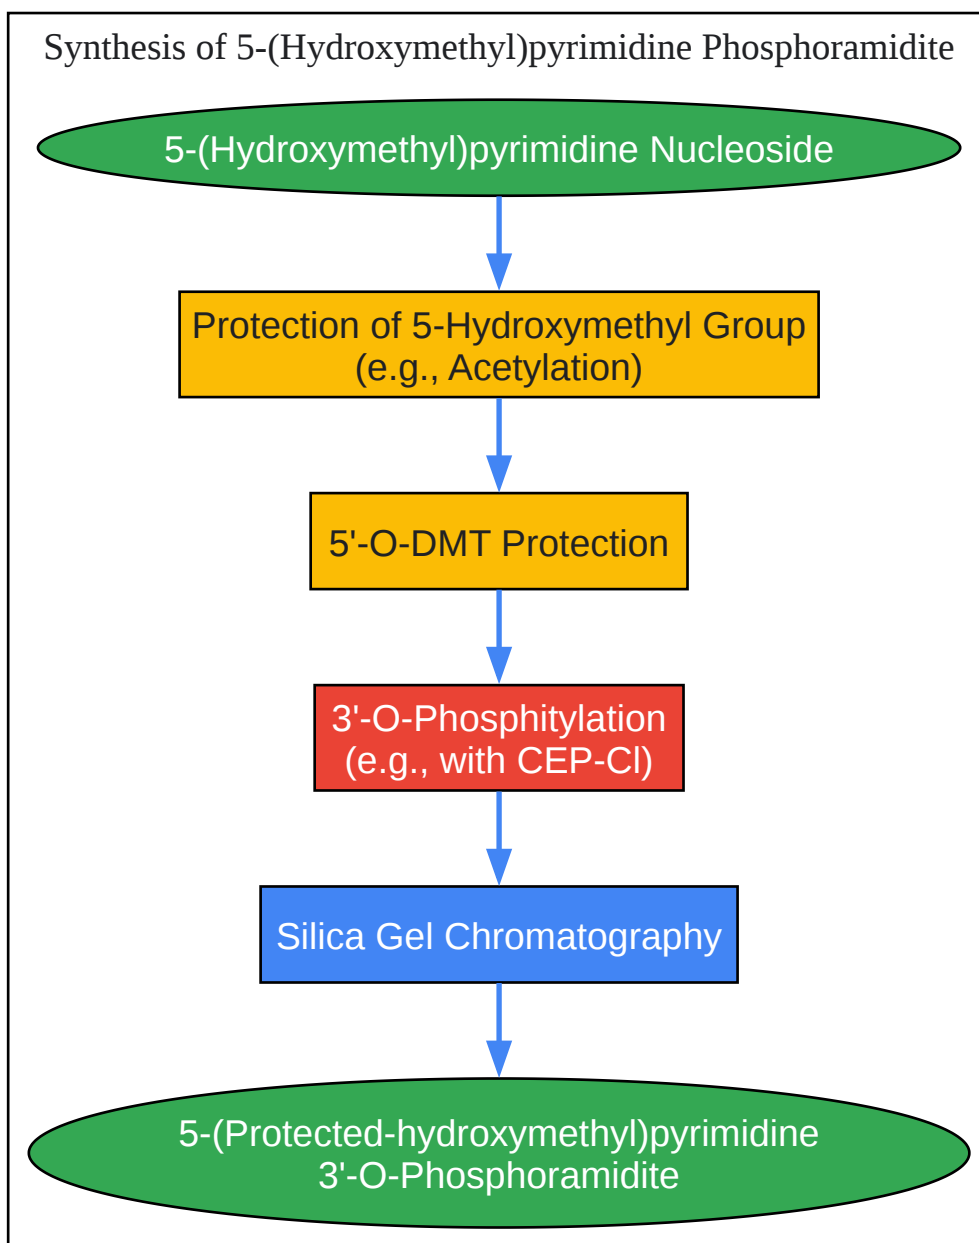 Synthesis of 5-(Hydroxymethyl)pyrimidine Phosphoramidite
5-(Hydroxymethyl)pyrimidine Nucleoside
Protection of 5-Hydroxymethyl Group
(e.g., Acetylation)
5'-O-DMT Protection
3'-O-Phosphitylation
(e.g., with CEP-Cl)
Silica Gel Chromatography
5-(Protected-hydroxymethyl)pyrimidine
3'-O-Phosphoramidite